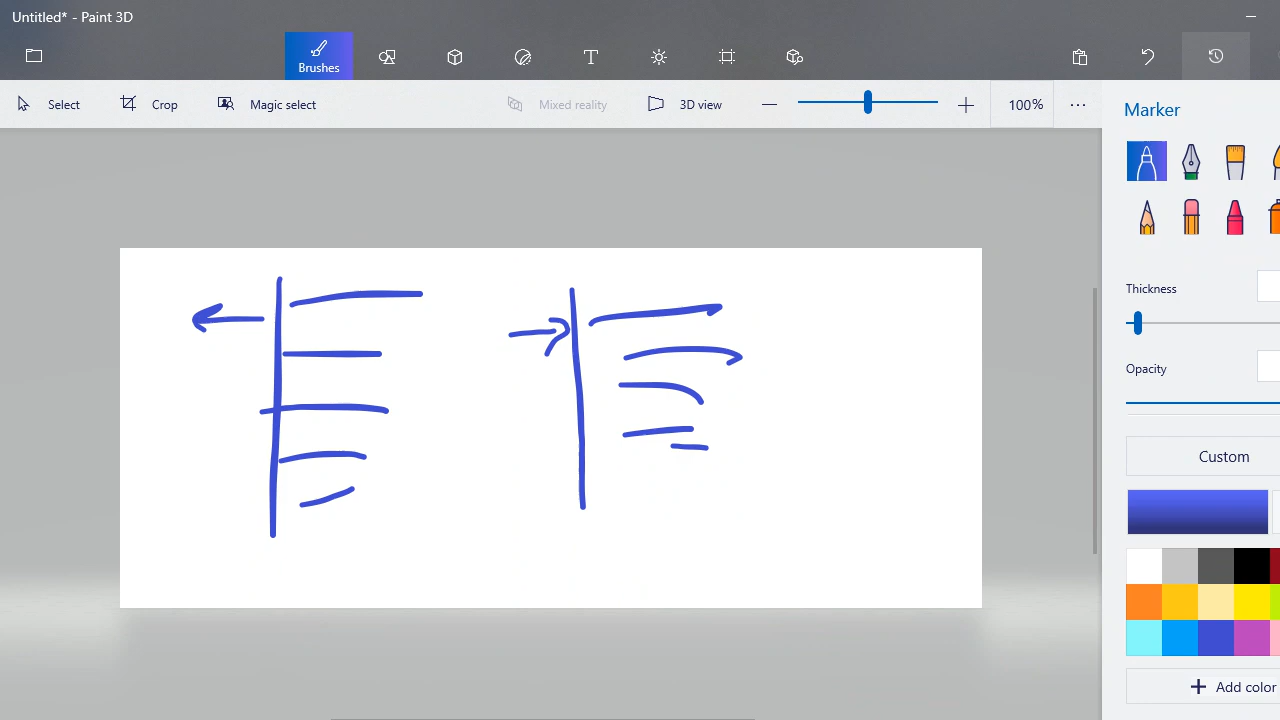 Untitled* - Paint 3D
Brushes
Select
Crop
Magic select
Mixed reality
3D view
100%
Marker
Thickness
Opacity
Custom
Add color